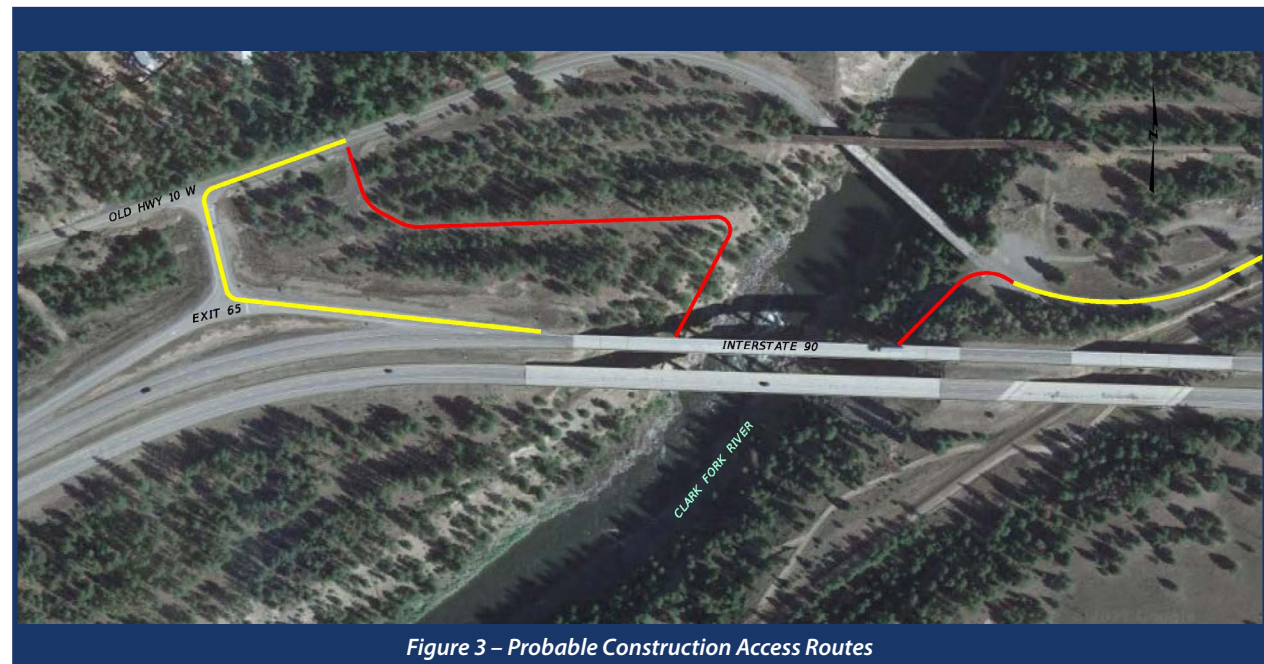 OLD HWY 10 W
N
EXIT 65
INTERSTATE 90
CLARK FORK RIVER
Figure 3 – Probable Construction Access Routes